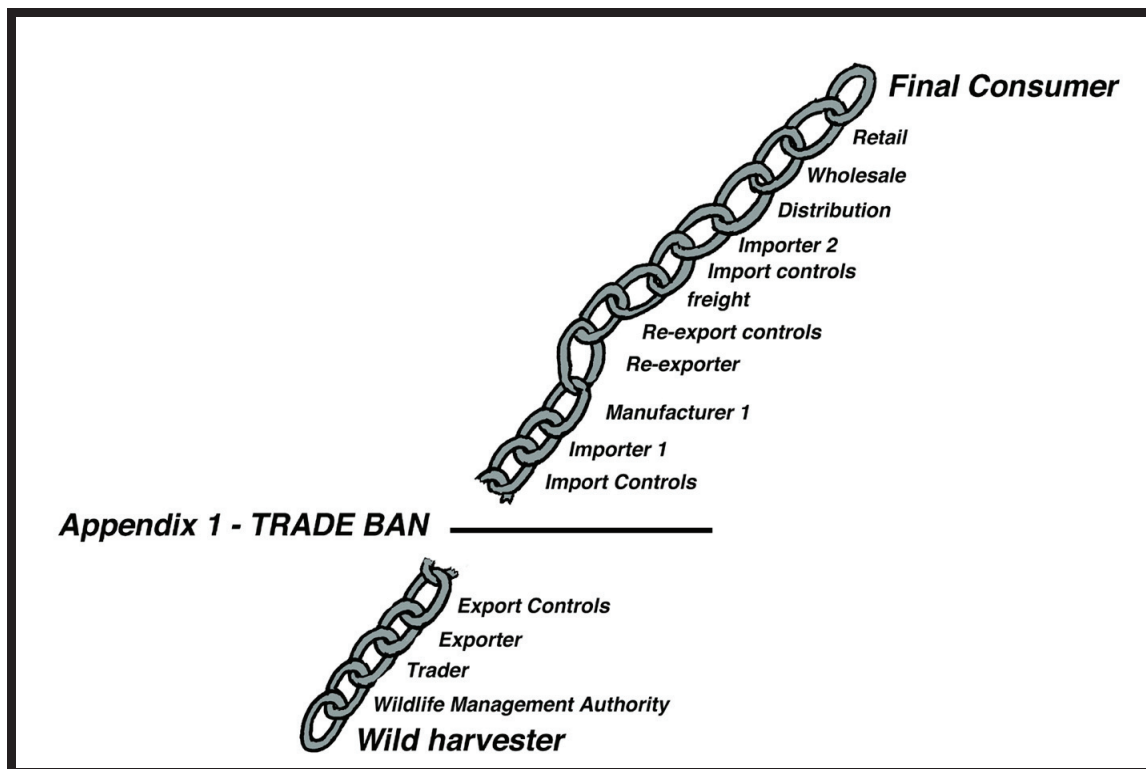 Final Consumer
Retail
Wholesale
Distribution
Importer 2
Import controls
freight
Re-export controls
Re-exporter
Manufacturer 1
Importer 1
Import Controls
Appendix 1 - TRADE BAN
Export Controls
Exporter
Trader
Wildlife Management Authority
Wild harvester